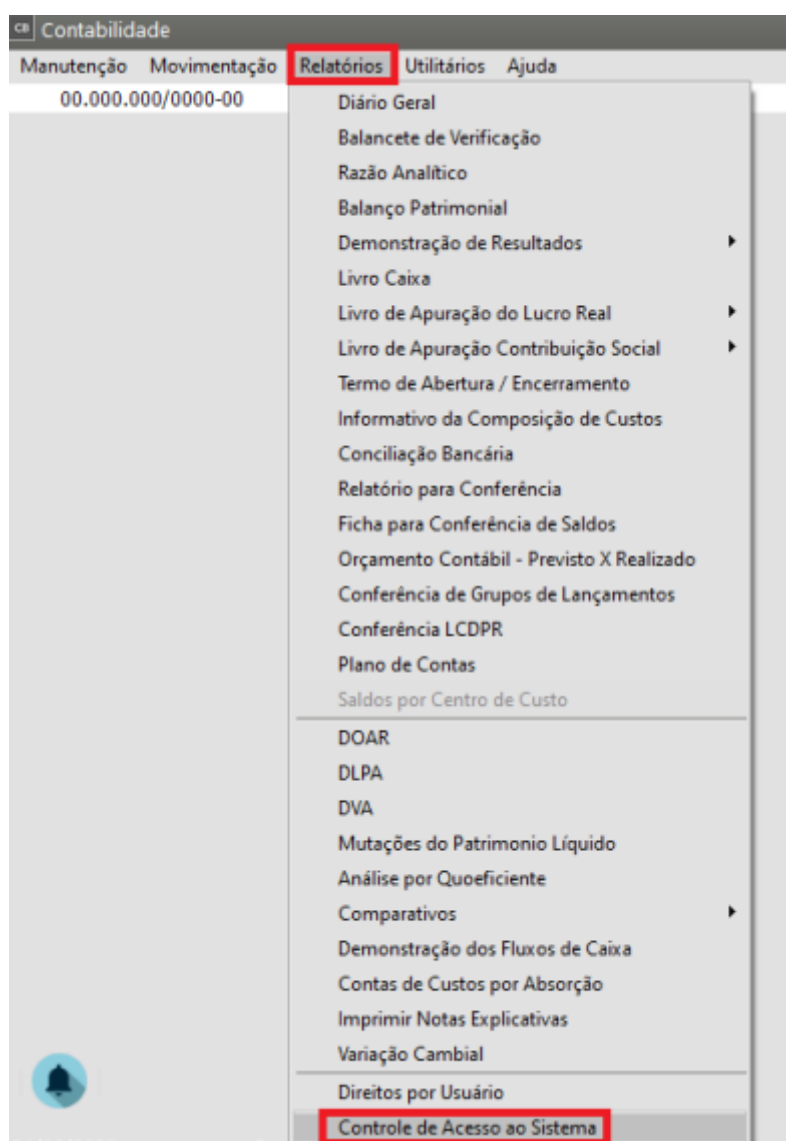 CB Contabilidade
Manutenção Movimentação Relatórios Utilitários Ajuda
00.000.000/0000-00
Diário Geral
Balancete de Verificação
Razão Analítico
Balanço Patrimonial
Demonstração de Resultados
Livro Caixa
Livro de Apuração do Lucro Real
Livro de Apuração Contribuição Social
Termo de Abertura / Encerramento
Informativo da Composição de Custos
Conciliação Bancária
Relatório para Conferência
Ficha para Conferência de Saldos
Orçamento Contábil - Previsto X Realizado
Conferência de Grupos de Lançamentos
Conferência LCDPR
Plano de Contas
Saldos por Centro de Custo
DOAR
DLPA
DVA
Mutações do Patrimonio Líquido
Análise por Quoeficiente
Comparativos
Demonstração dos Fluxos de Caixa
Contas de Custos por Absorção
Imprimir Notas Explicativas
Variação Cambial
Direitos por Usuário
Controle de Acesso ao Sistema